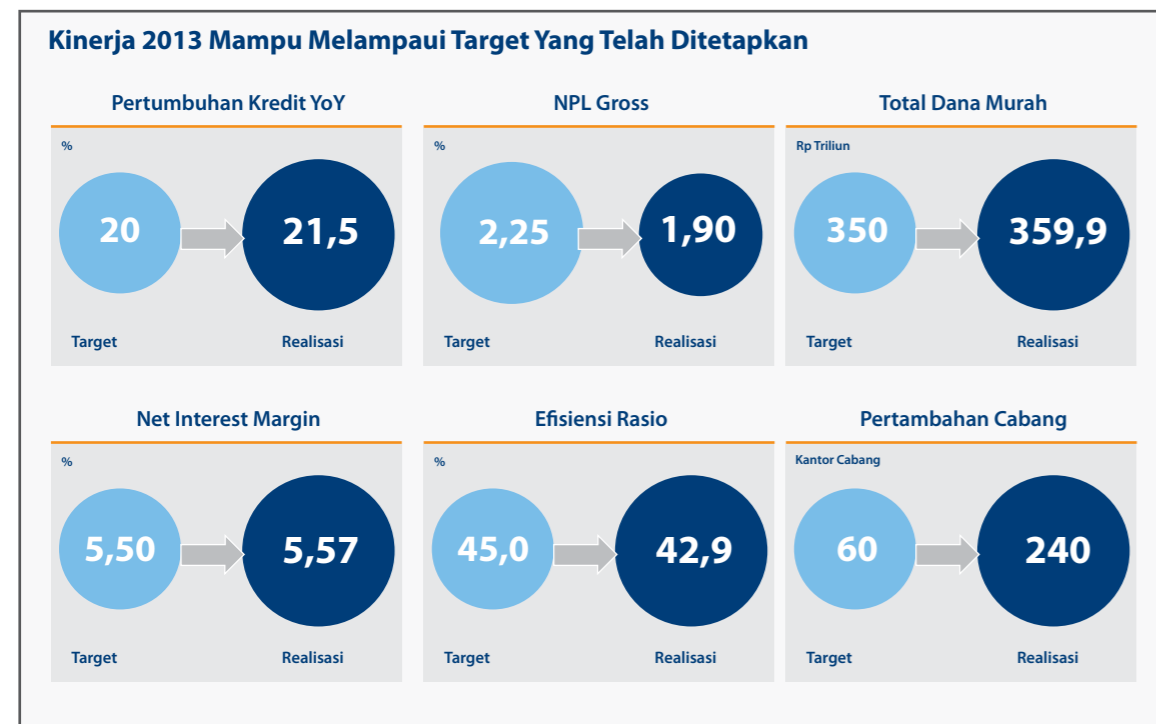 Kinerja 2013 Mampu Melampaui Target Yang Telah Ditetapkan
Pertumbuhan Kredit YoY
%
20
21,5
Target
Realisasi
NPL Gross
%
2,25
1,90
Target
Realisasi
Total Dana Murah
Rp Triliun
350
359,9
Target
Realisasi
Net Interest Margin
%
5,50
5,57
Target
Realisasi
Efisiensi Rasio
%
45,0
42,9
Target
Realisasi
Pertambahan Cabang
Kantor Cabang
60
240
Target
Realisasi